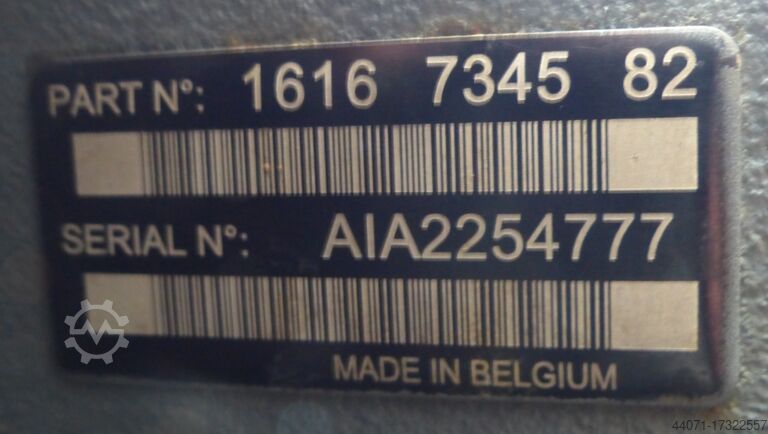 PART N°: 1616 7345 82
SERIAL N°: AIA2254777
MADE IN BELGIUM
44071-17322557